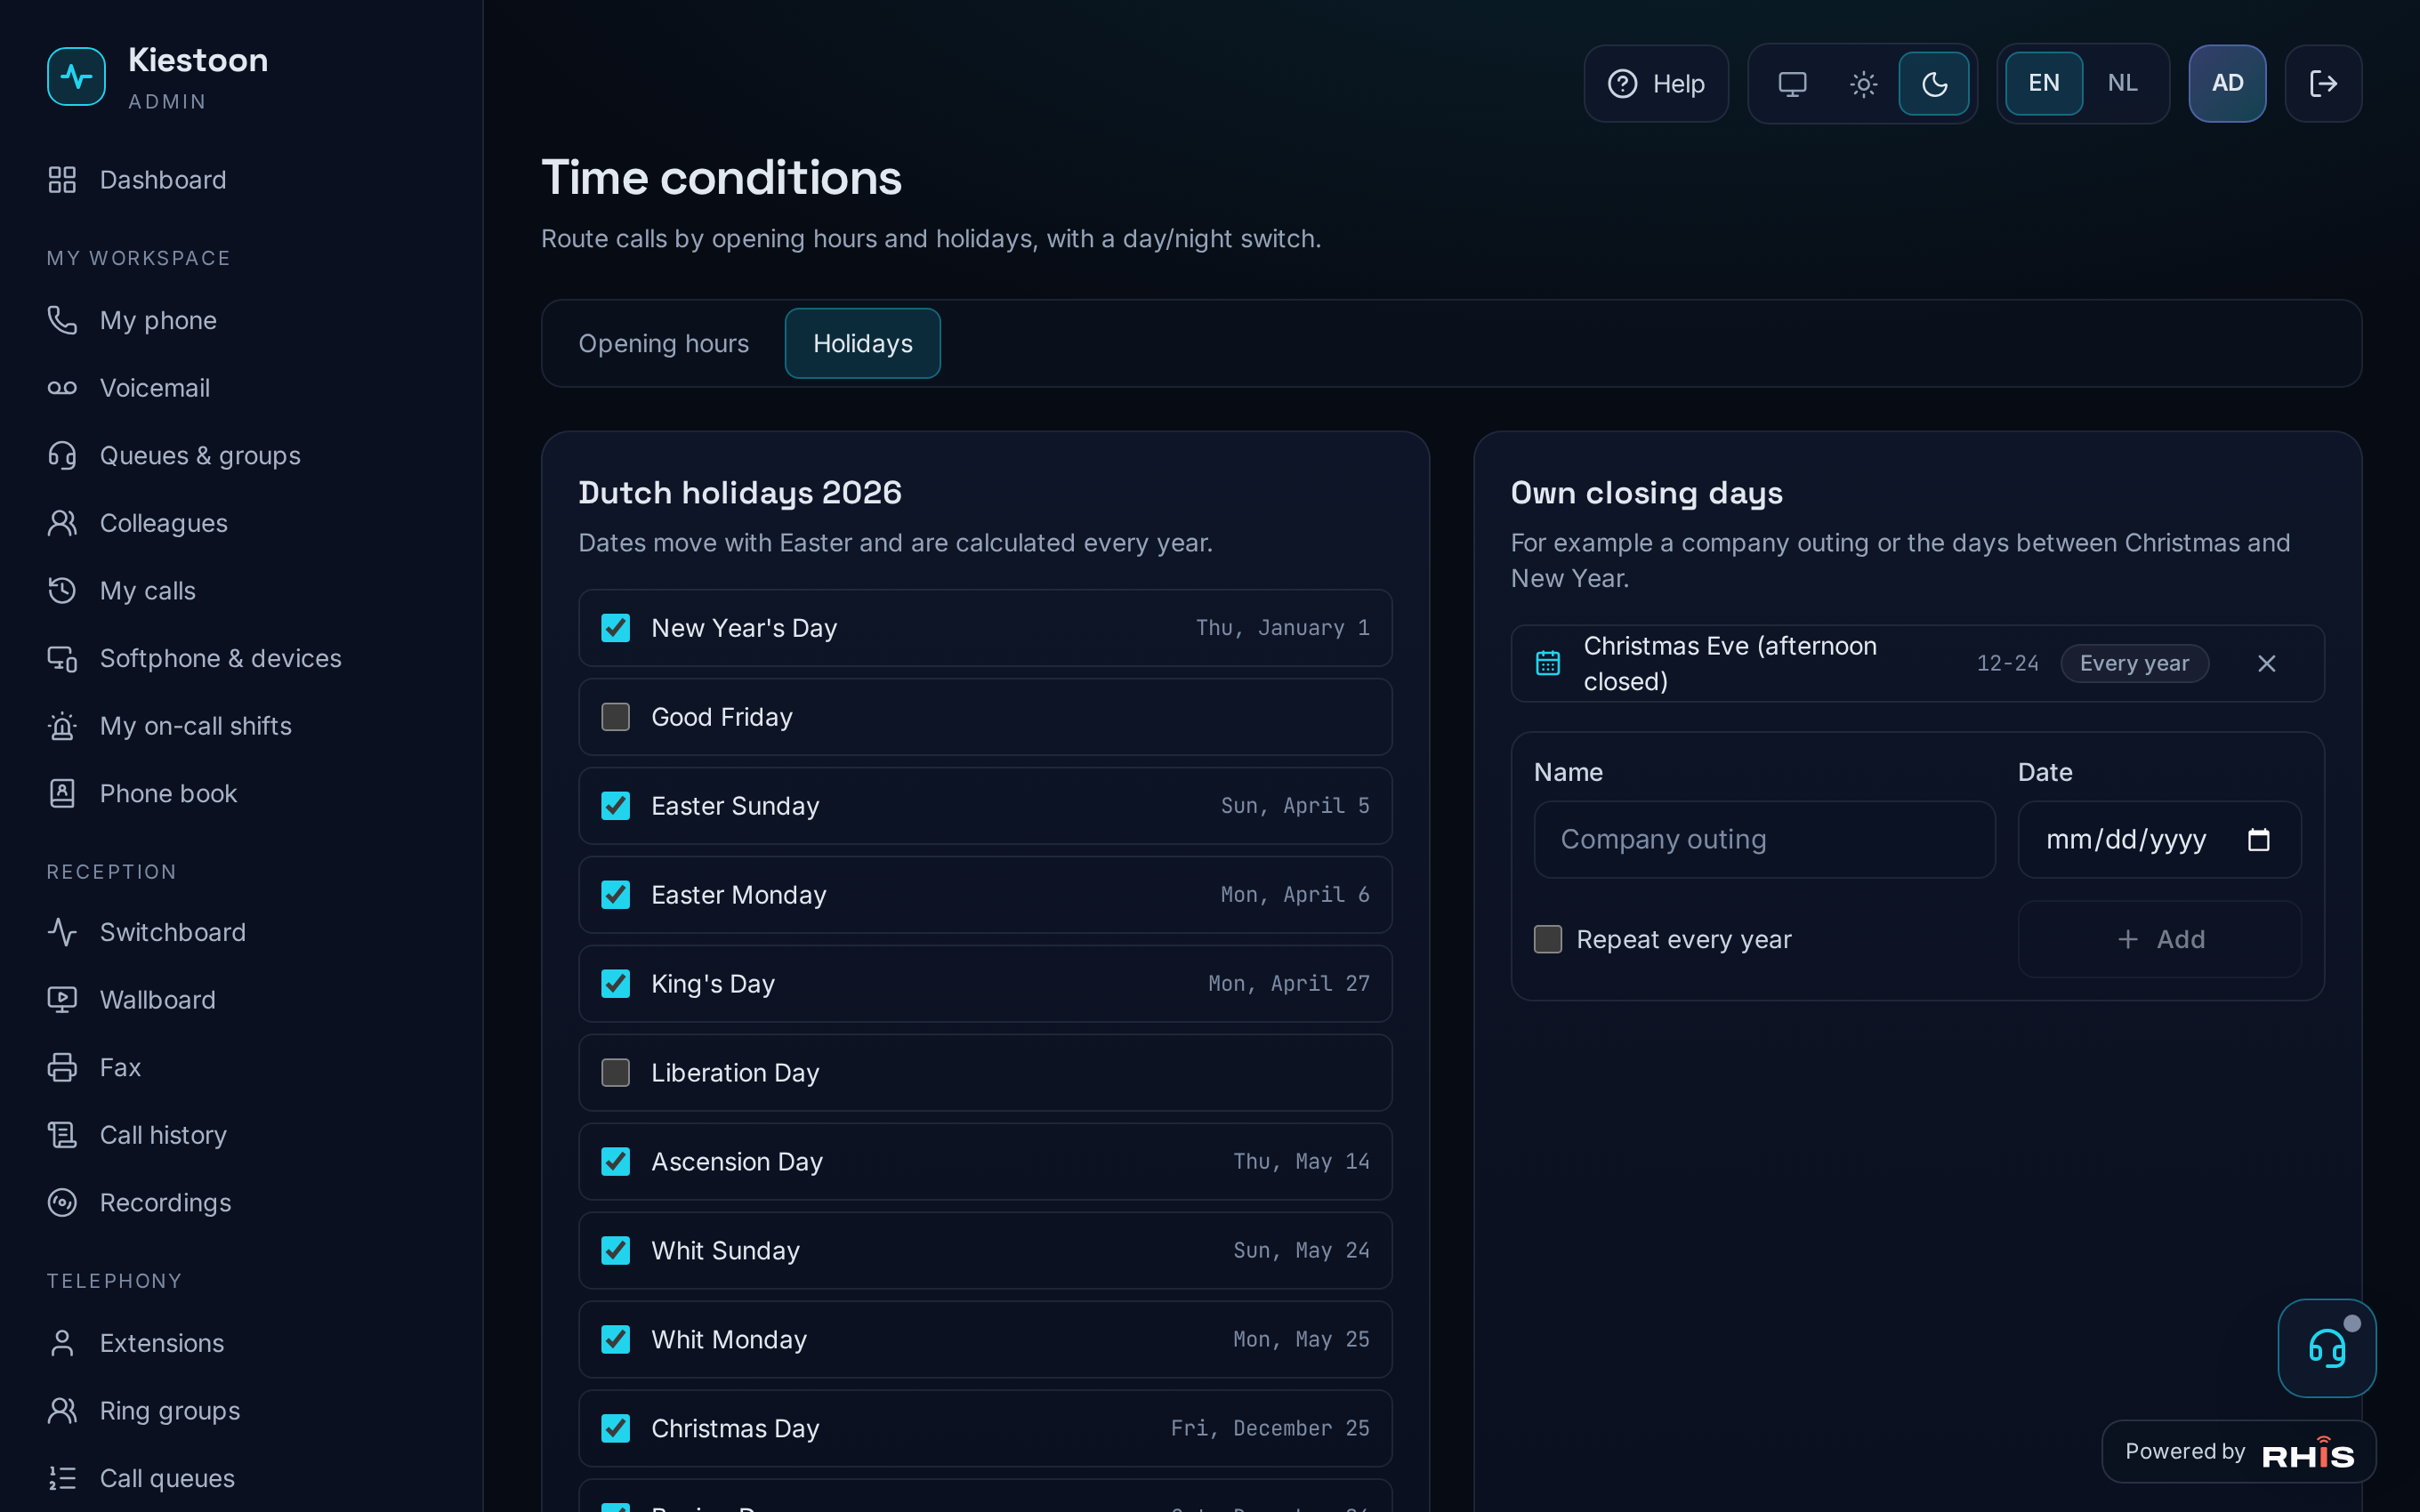 Kiestoon
ADMIN
Dashboard
MY WORKSPACE
My phone
Voicemail
Queues & groups
Colleagues
My calls
Softphone & devices
My on-call shifts
Phone book
RECEPTION
Switchboard
Wallboard
Fax
Call history
Recordings
TELEPHONY
Extensions
Ring groups
Call queues
Help
EN
NL
AD
Time conditions
Route calls by opening hours and holidays, with a day/night switch.
Opening hours
Holidays
Dutch holidays 2026
Dates move with Easter and are calculated every year.
New Year's Day Thu, January 1
Good Friday
Easter Sunday Sun, April 5
Easter Monday Mon, April 6
King's Day Mon, April 27
Liberation Day
Ascension Day Thu, May 14
Whit Sunday Sun, May 24
Whit Monday Mon, May 25
Christmas Day Fri, December 25
Own closing days
For example a company outing or the days between Christmas and
New Year.
Christmas Eve (afternoon
closed)
12-24
Every year
Name
Date
Company outing
mm/dd/yyyy
Repeat every year
Add
Powered by RHIS